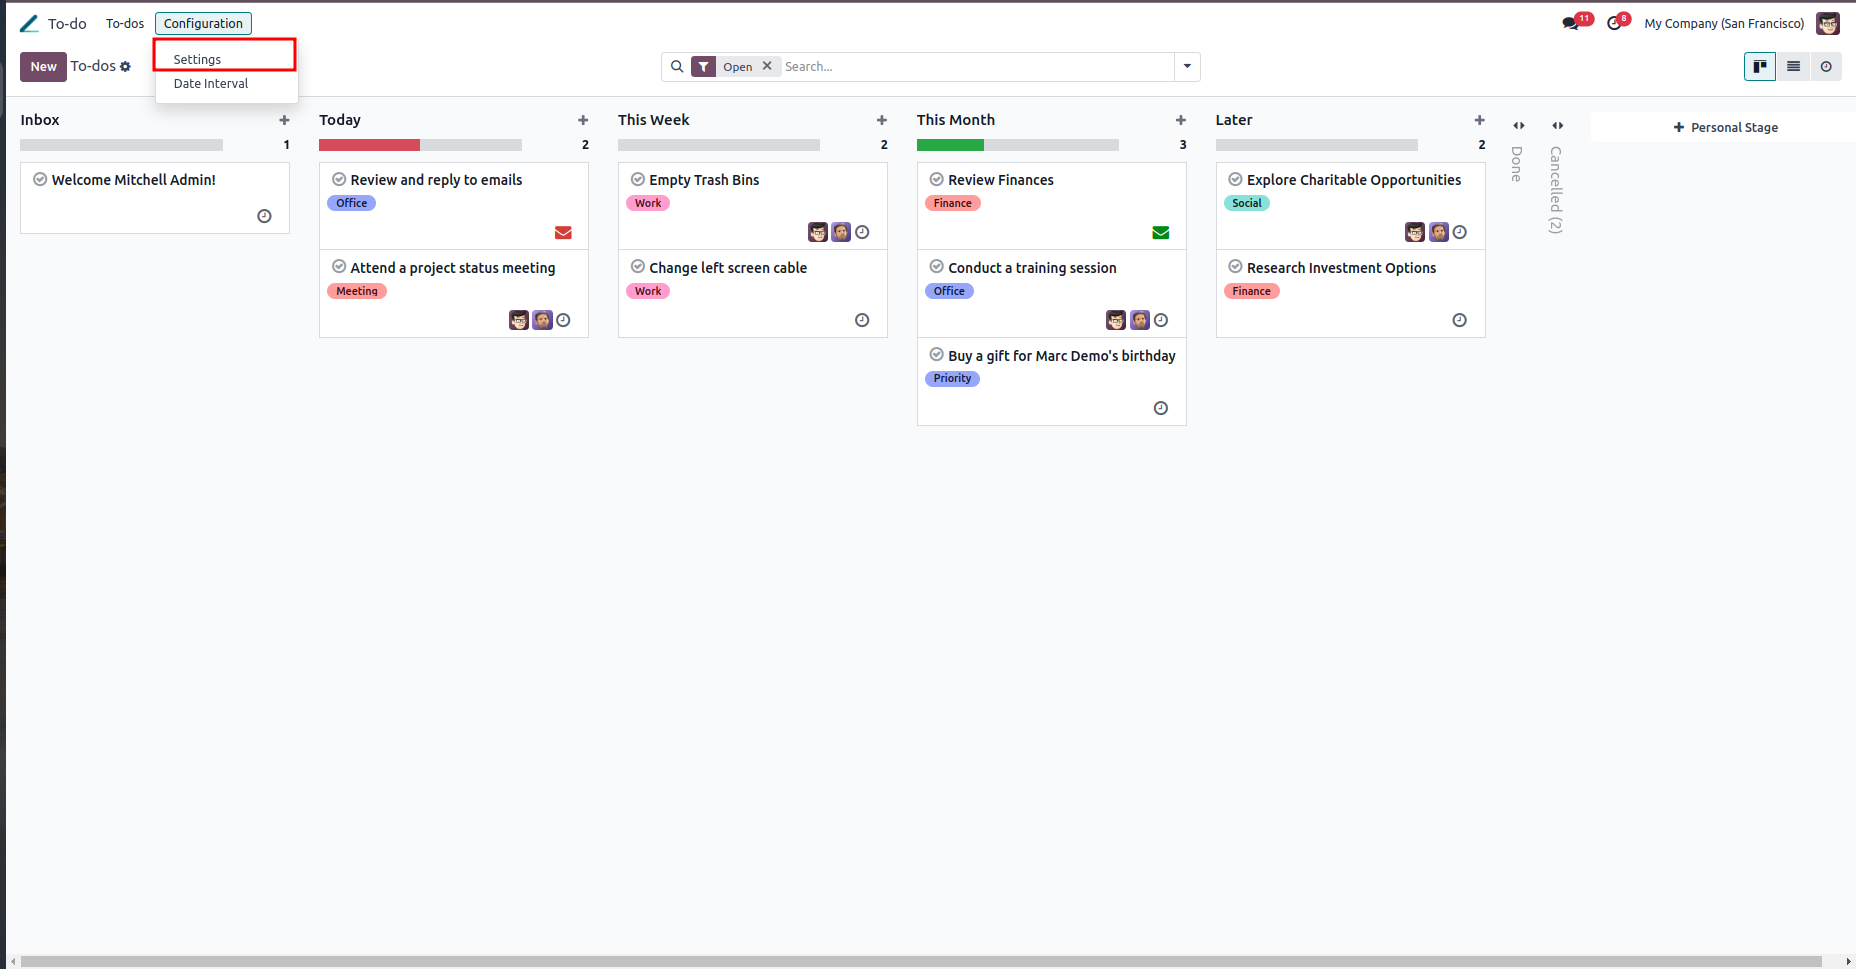 To-do To-dos Configuration 11 8 My Company (San Francisco)
Settings
Date Interval
New To-dos Open Search...
Inbox
1
Welcome Mitchell Admin!
Today
2
Review and reply to emails
Office
Attend a project status meeting
Meeting
This Week
2
Empty Trash Bins
Work
Change left screen cable
Work
This Month
3
Review Finances
Finance
Conduct a training session
Office
Buy a gift for Marc Demo's birthday
Priority
Later
2
Explore Charitable Opportunities
Social
Research Investment Options
Finance
Done
Cancelled (2)
Personal Stage